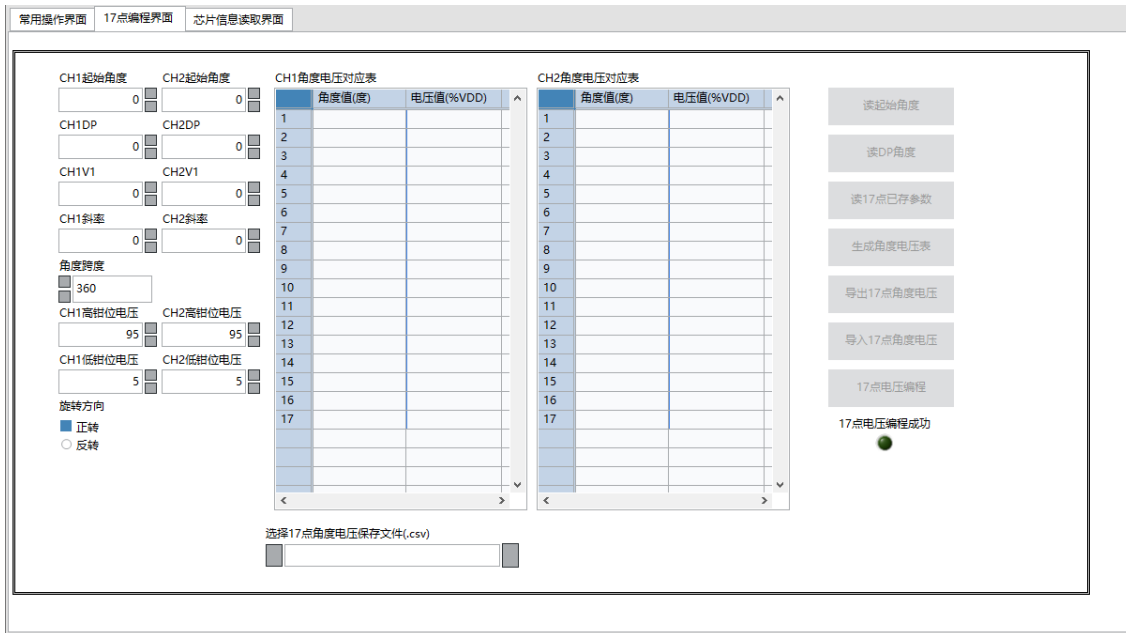 常用操作界面 17点编程界面 芯片信息读取界面
CH1起始角度 CH2起始角度
0 0
CH1DP CH2DP
0 0
CH1V1 CH2V1
0 0
CH1斜率 CH2斜率
0 0
角度跨度
360
CH1高钳位电压 CH2高钳位电压
95 95
CH1低钳位电压 CH2低钳位电压
5 5
旋转方向
正转
反转
CH1角度电压对应表
角度值(度) 电压值(%VDD)
1
2
3
4
5
6
7
8
9
10
11
12
13
14
15
16
17
CH2角度电压对应表
角度值(度) 电压值(%VDD)
1
2
3
4
5
6
7
8
9
10
11
12
13
14
15
16
17
选择17点角度电压保存文件(.csv)
读起始角度
读DP角度
读17点已存参数
生成角度电压表
导出17点角度电压
导入17点角度电压
17点电压编程
17点电压编程成功